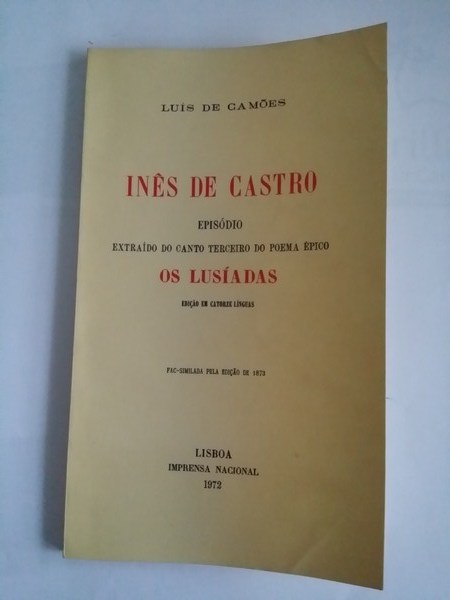 LUÍS DE CAMÕES
INÊS DE CASTRO
EPISÓDIO
EXTRAÍDO DO CANTO TERCEIRO DO POEMA ÉPICO
OS LUSÍADAS
EDIÇÃO EM CATORZE LÍNGUAS
FAC-SIMILADA PELA EDIÇÃO DE 1873
LISBOA
IMPRENSA NACIONAL
1972